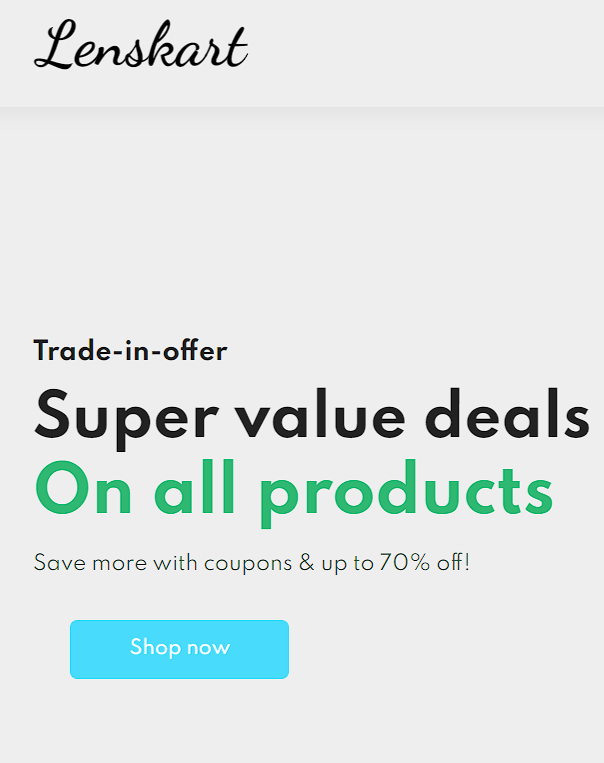 Lenskart
Trade-in-offer
Super value deals
On all products
Save more with coupons & up to 70% off!
Shop now